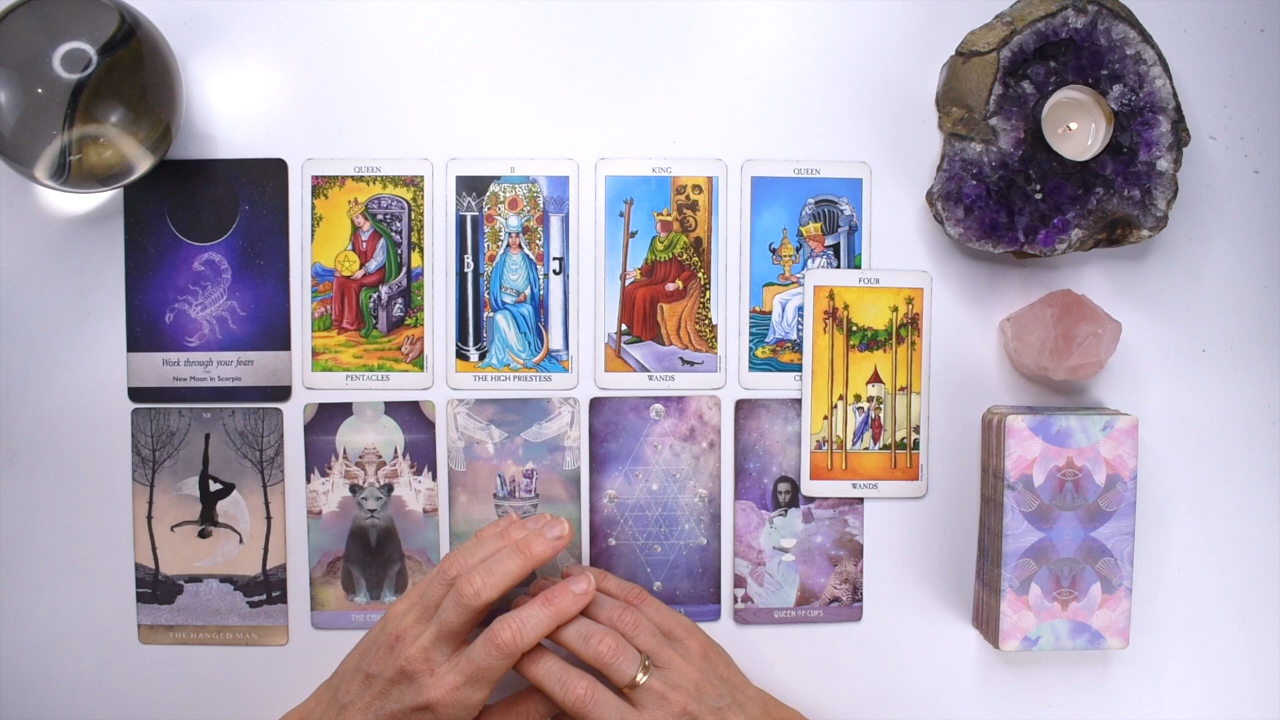 QUEEN
II
KING
QUEEN
Work through your fears
New Moon in Scorpio
B
J
PENTACLES
THE HIGH PRIESTESS
WANDS
FOUR
WANDS
XII
THE HANGED MAN
QUEEN OF CUPS